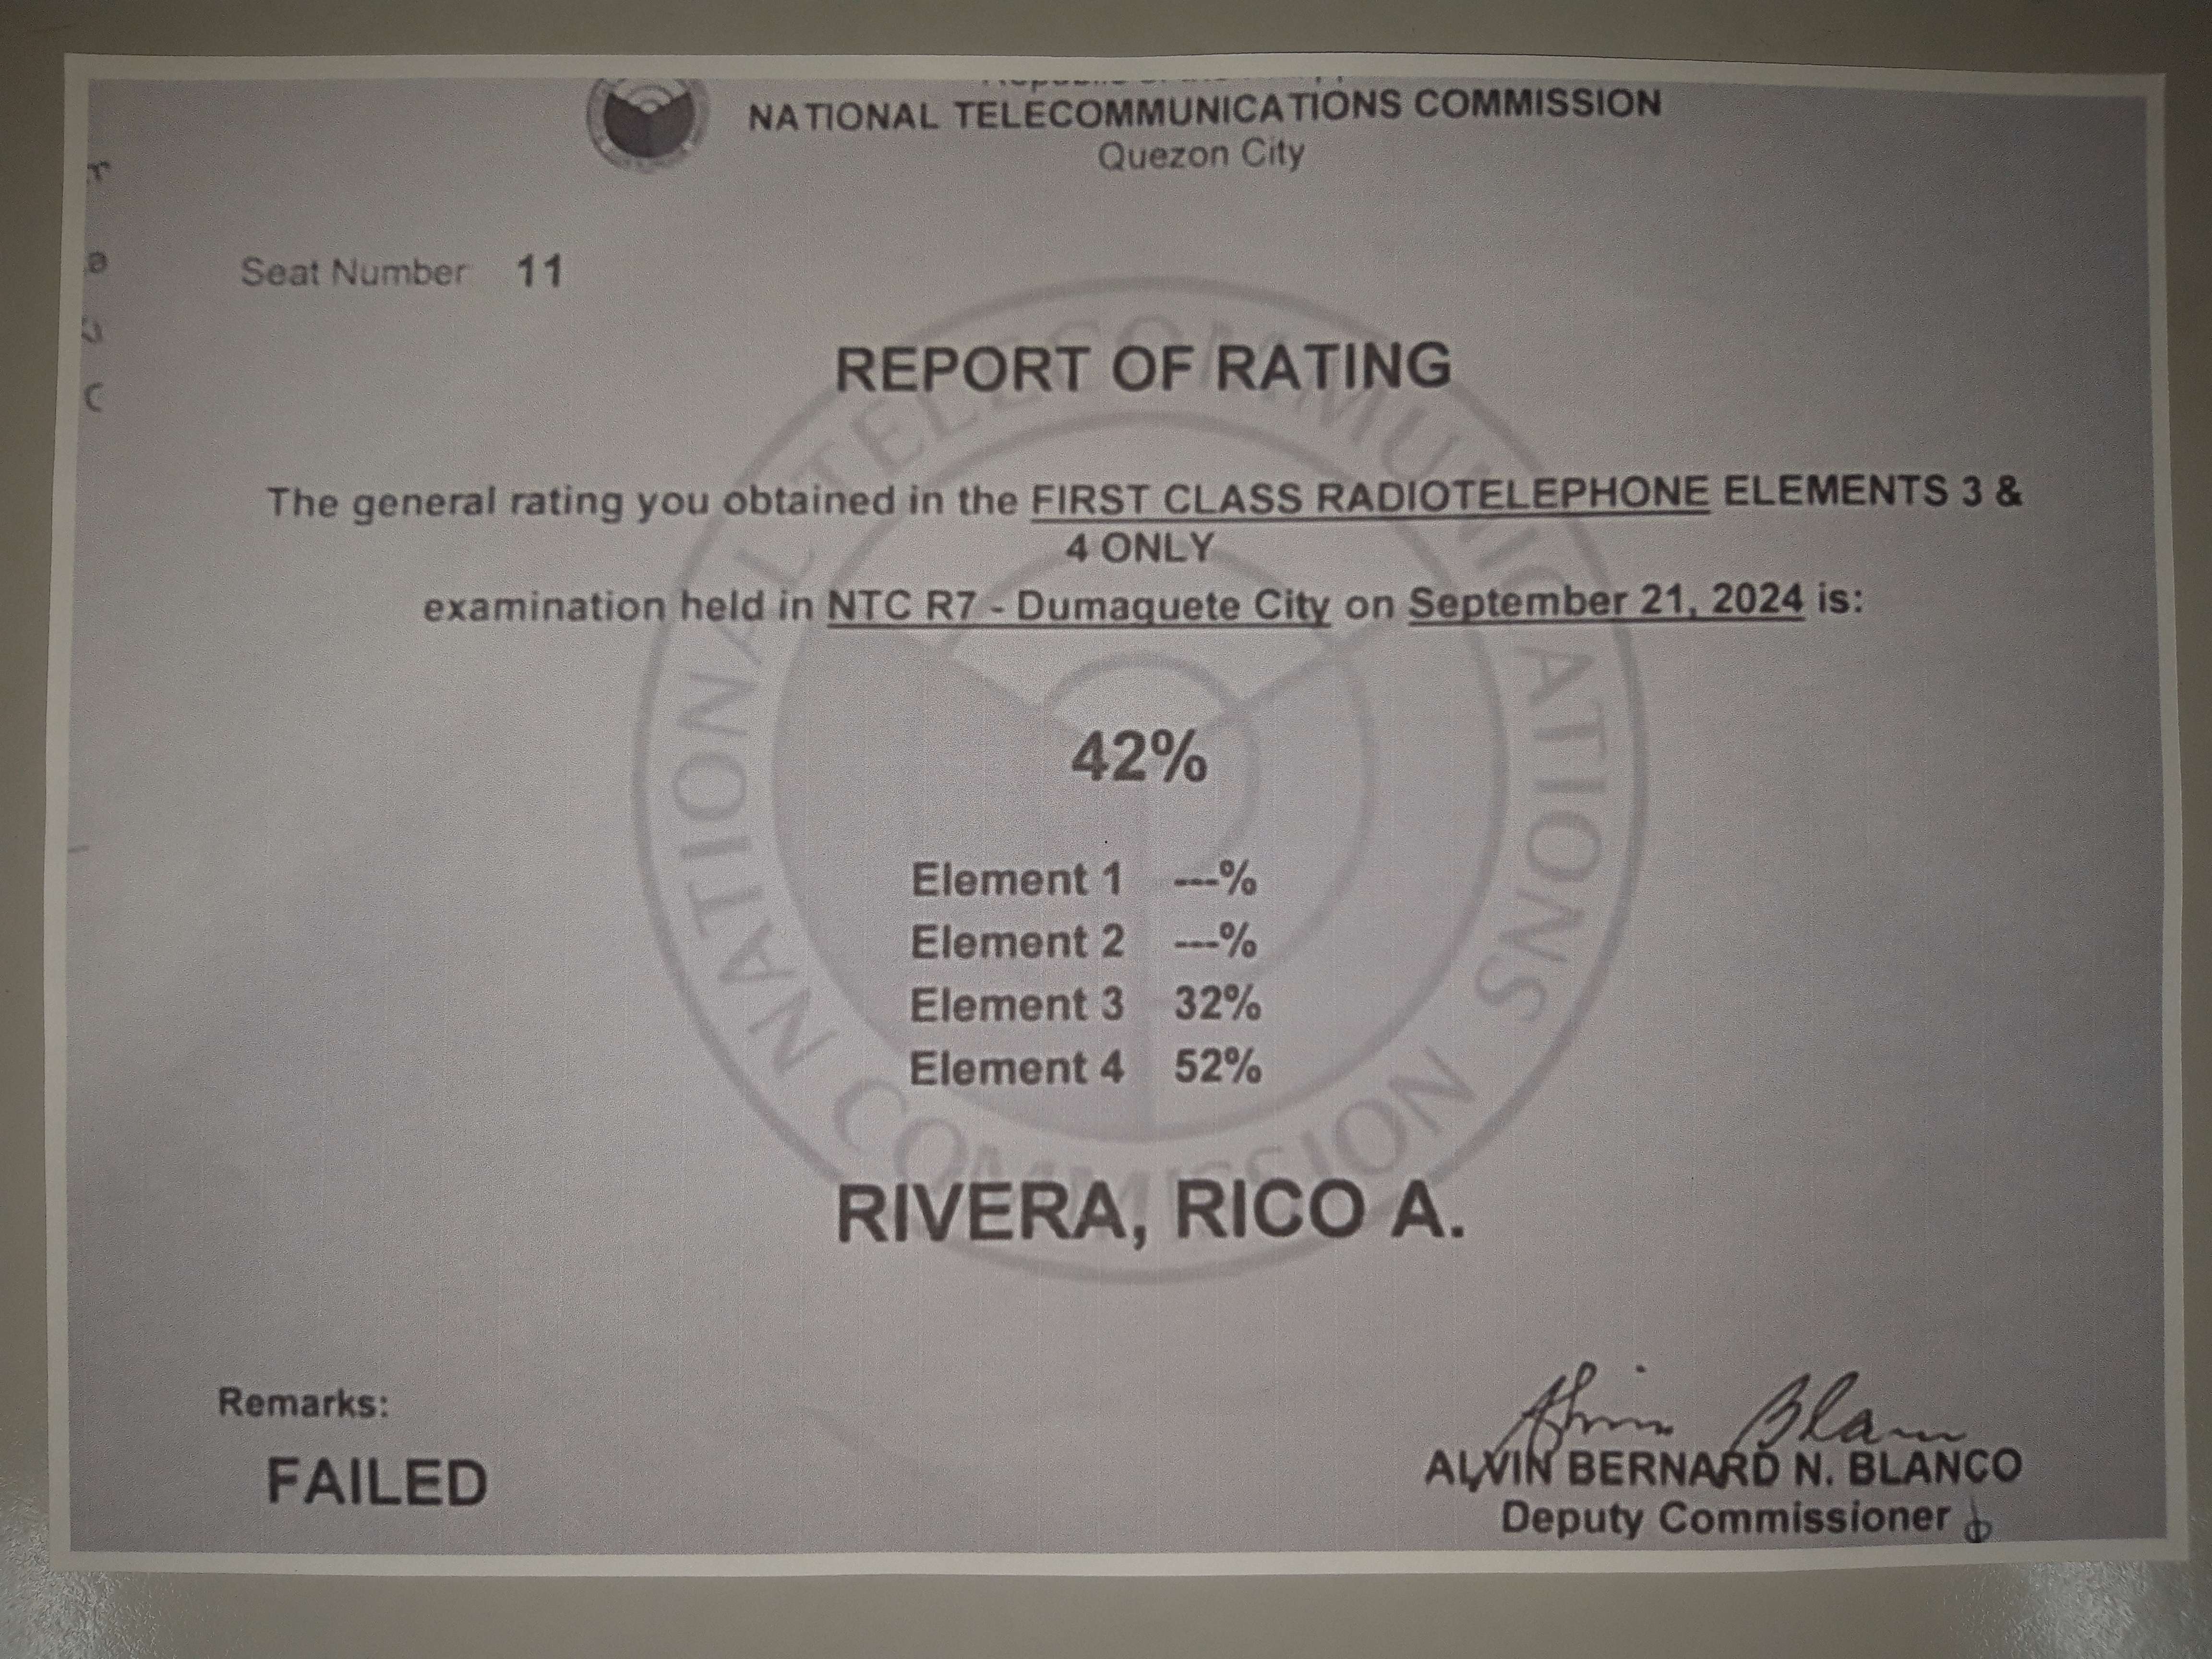 NATIONAL TELECOMMUNICATIONS COMMISSION
Quezon City
Seat Number 11
REPORT OF RATING
The general rating you obtained in the FIRST CLASS RADIOTELEPHONE ELEMENTS 3 &
4 ONLY
examination held in NTC R7 - Dumaguete City on September 21, 2024 is:
42%
Element 1 ---%
Element 2 ---%
Element 3 32%
Element 4 52%
RIVERA, RICO A.
Remarks:
FAILED
ALVIN BERNARD N. BLANCO
Deputy Commissioner
NATIONAL TELECOMMUNICATIONS COMMISSION